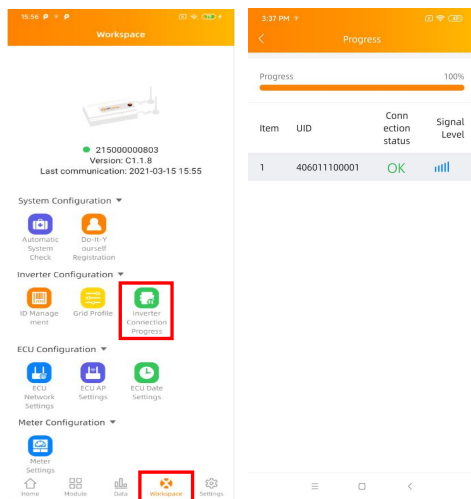 15:56
Workspace
215000000803
Version: C1.1.8
Last communication: 2021-03-15 15:55
System Configuration
Automatic
System
Check
Do-It-Y
ourself
Registration
Inverter Configuration
ID Manage
ment
Grid Profile
Inverter
Connection
Progress
ECU Configuration
ECU
Network
Settings
ECU AP
Settings
ECU Date
Settings
Meter Configuration
Meter
Settings
Home
Module
Data
Workspace
Settings
3:37 PM
Progress
Progress 100%
Item UID Conn
ection
status Signal
Level
1 406011100001 OK